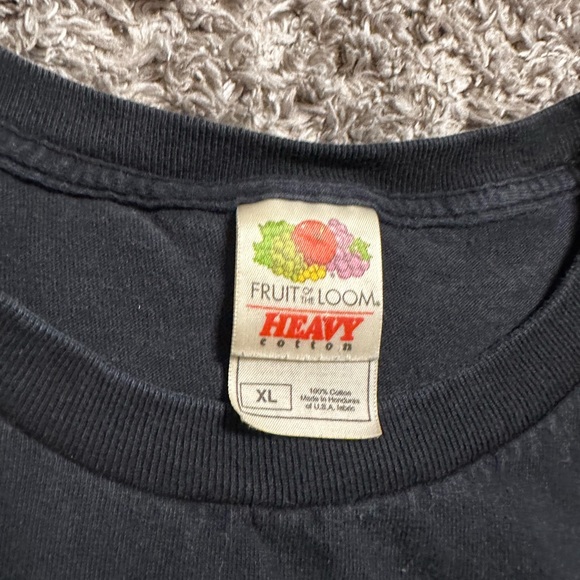 FRUIT OF THE LOOM®
HEAVY
cotton
XL
100% Cotton
Made in Honduras
of U.S.A. fabric